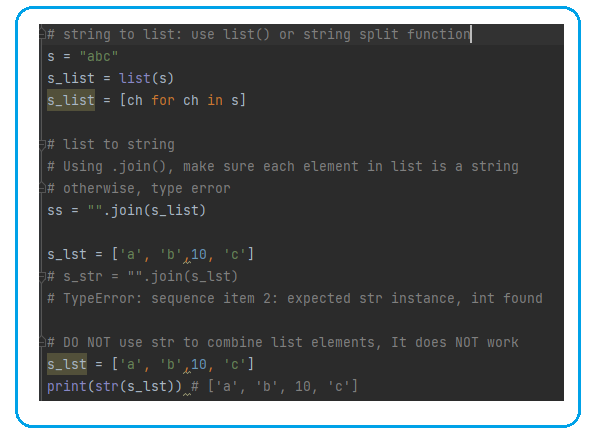 # string to list: use list() or string split function
s = "abc"
s_list = list(s)
s_list = [ch for ch in s]
# list to string
# Using .join(), make sure each element in list is a string
# otherwise, type error
ss = "".join(s_list)
s_lst = ['a', 'b',10, 'c']
# s_str = "".join(s_lst)
# TypeError: sequence item 2: expected str instance, int found
# DO NOT use str to combine list elements, It does NOT work
s_lst = ['a', 'b',10, 'c']
print(str(s_lst)) # ['a', 'b', 10, 'c']